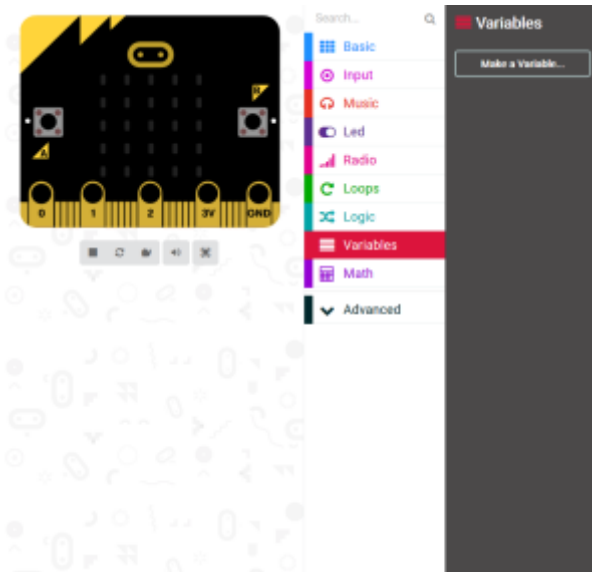 Search...
Basic
Input
Music
Led
Radio
Loops
Logic
Variables
Math
Advanced
Variables
Make a Variable...
B
A
0
1
2
3V
GND